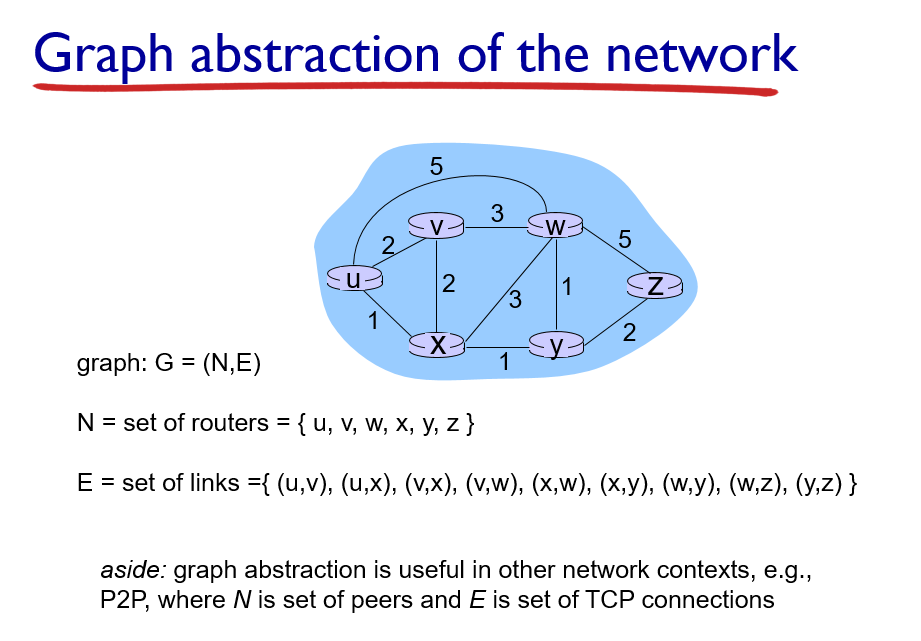 Graph abstraction of the network
5
v
3
w
2
5
u
2
3
1
z
1
x
y
2
1
graph: G = (N,E)
N = set of routers = { u, v, w, x, y, z }
E = set of links ={ (u,v), (u,x), (v,x), (v,w), (x,w), (x,y), (w,y), (w,z), (y,z) }
aside: graph abstraction is useful in other network contexts, e.g.,
P2P, where N is set of peers and E is set of TCP connections